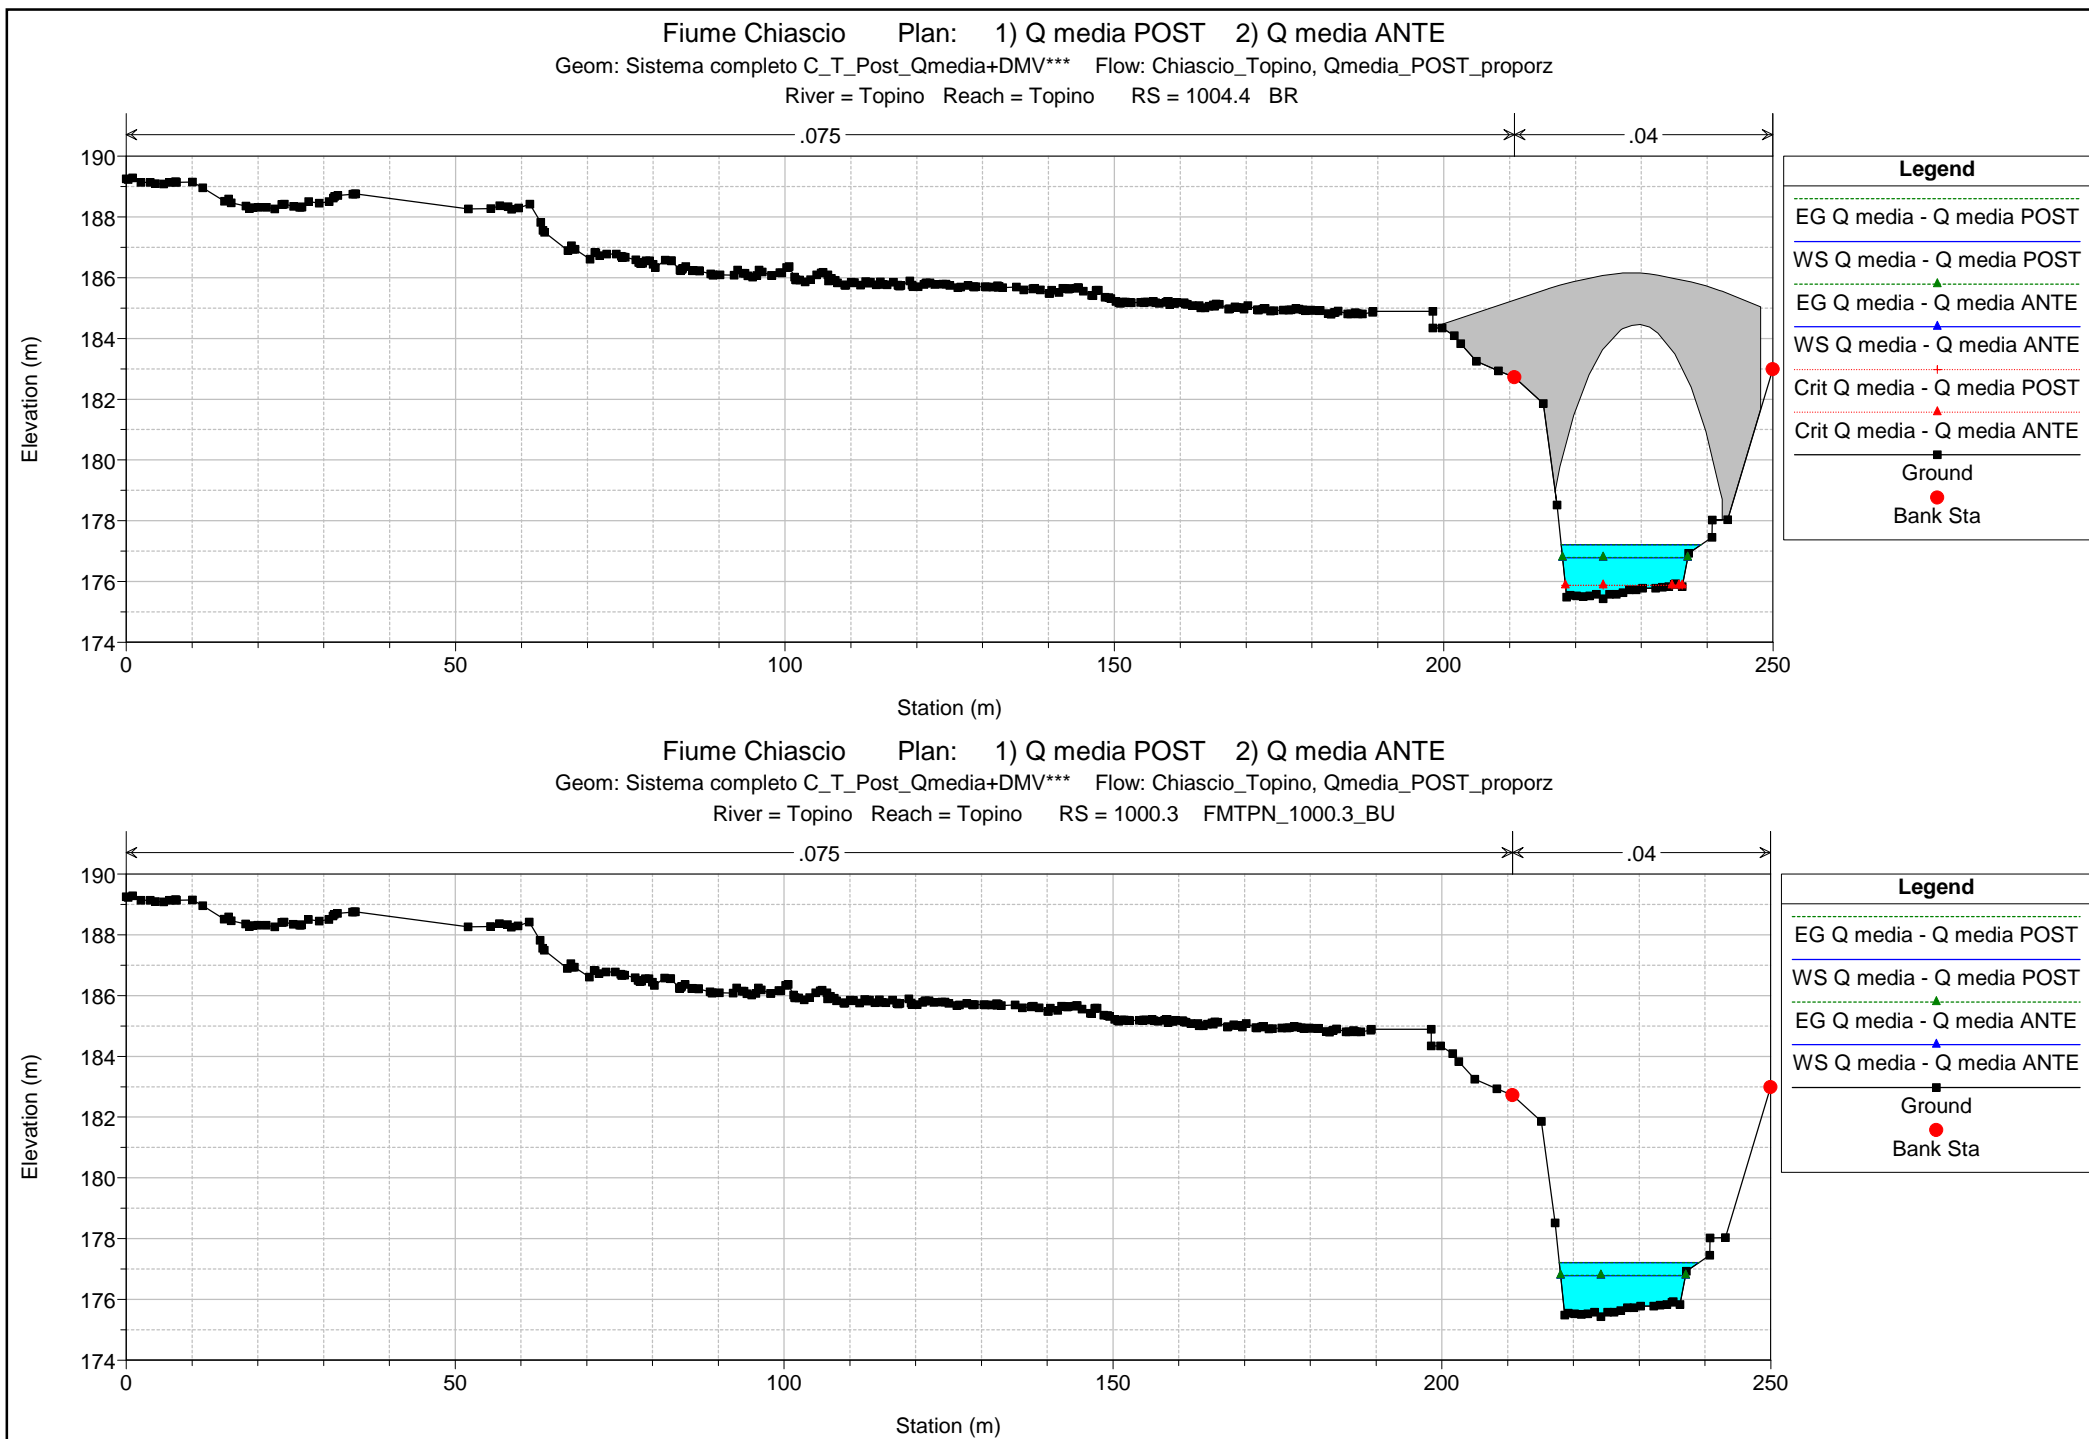 Fiume Chiascio Plan: 1) Q media POST 2) Q media ANTE
Geom: Sistema completo C_T_Post_Qmedia+DMV*** Flow: Chiascio_Topino, Qmedia_POST_proporz
River = Topino Reach = Topino RS = 1004.4 BR
.075 .04
190
188
186
184
182
180
178
176
174
Elevation (m)
0 50 100 150 200 250
Station (m)
Legend
EG Q media - Q media POST
WS Q media - Q media POST
EG Q media - Q media ANTE
WS Q media - Q media ANTE
Crit Q media - Q media POST
Crit Q media - Q media ANTE
Ground
Bank Sta
Fiume Chiascio Plan: 1) Q media POST 2) Q media ANTE
Geom: Sistema completo C_T_Post_Qmedia+DMV*** Flow: Chiascio_Topino, Qmedia_POST_proporz
River = Topino Reach = Topino RS = 1000.3 FMTPN_1000.3_BU
.075 .04
190
188
186
184
182
180
178
176
174
Elevation (m)
0 50 100 150 200 250
Station (m)
Legend
EG Q media - Q media POST
WS Q media - Q media POST
EG Q media - Q media ANTE
WS Q media - Q media ANTE
Ground
Bank Sta